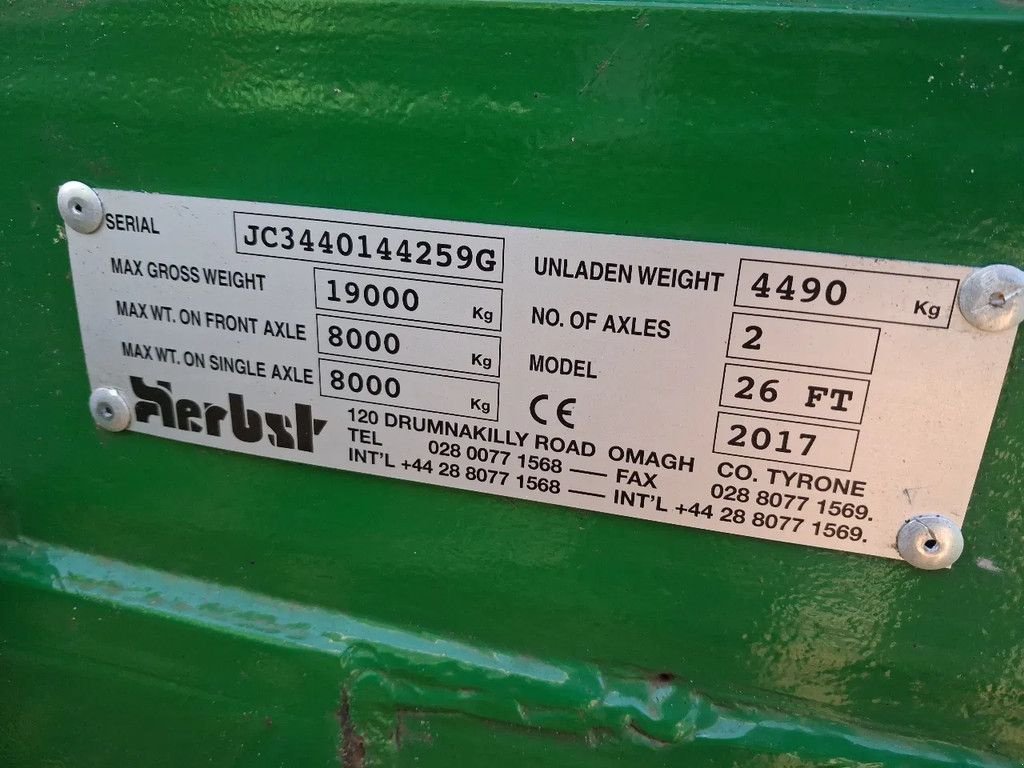 SERIAL JC3440144259G
MAX GROSS WEIGHT 19000 Kg
MAX WT. ON FRONT AXLE 8000 Kg
MAX WT. ON SINGLE AXLE 8000 Kg
UNLADEN WEIGHT 4490 Kg
NO. OF AXLES 2
MODEL 26 FT
CE 2017
Herbst
120 DRUMNAKILLY ROAD OMAGH CO. TYRONE
TEL 028 0077 1568 — FAX 028 8077 1569.
INT'L +44 28 8077 1568 — INT'L +44 28 8077 1569.